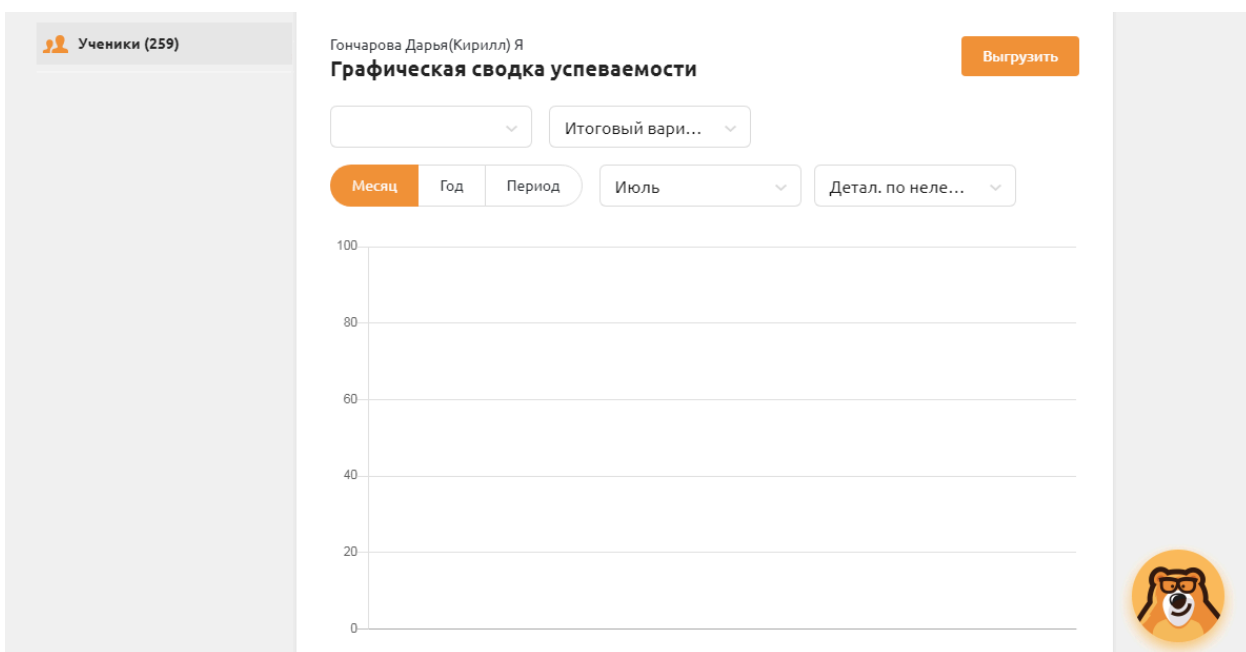 Ученики (259)
Гончарова Дарья(Кирилл) Я
Графическая сводка успеваемости
Выгрузить
Итоговый вари...
Месяц Год Период Июль Детал. по неле...
100
80
60
40
20
0